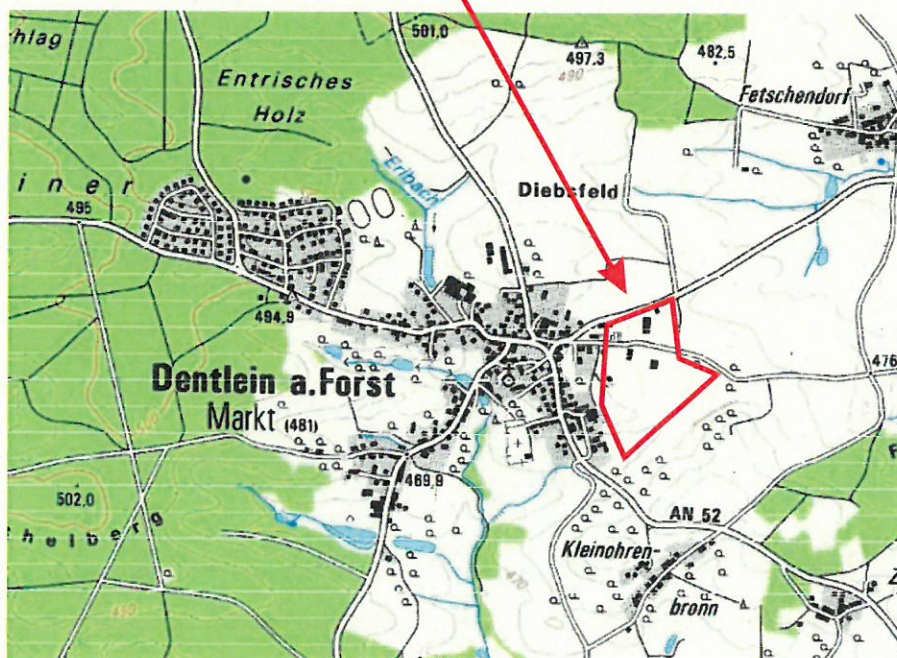 hlag
501,0
497,3
490
482,5
Entrisches
Holz
Fetschendorf
Erlbach
iner
Diebsfeld
495
494,9
476
Dentlein a.Forst
Markt (481)
469,9
502,0
chelberg
AN 52
Kleinohren-
bronn
470
490